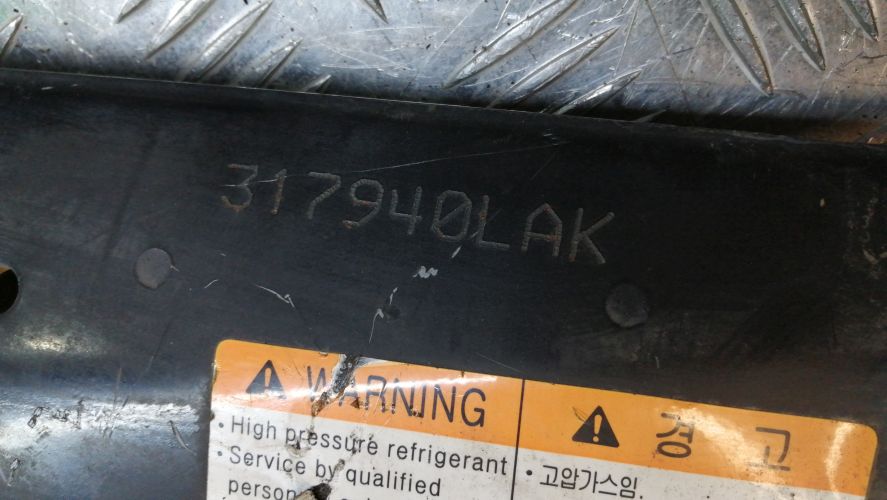 317940LAK
WARNING
• High pressure refrigerant
• Service by qualified
경 고
• 고압가스임.